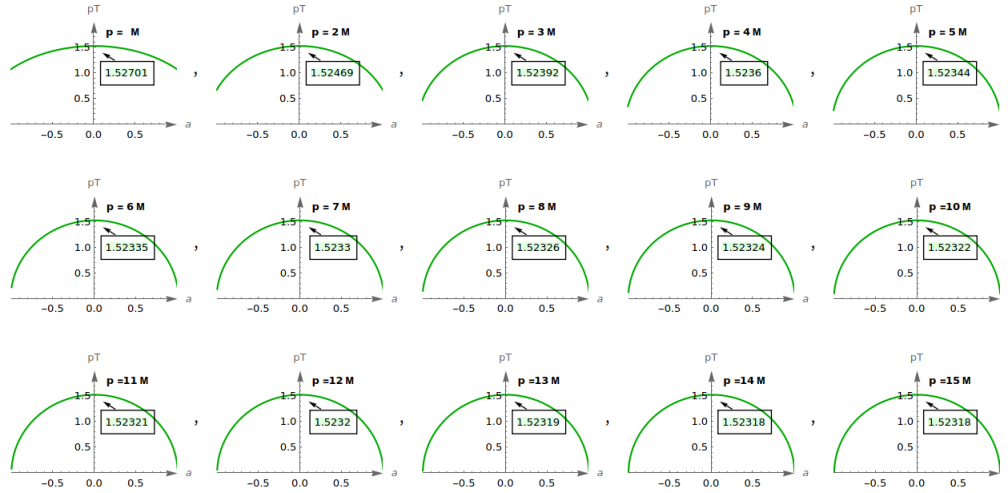 pT pT pT pT pT
p = M p = 2 M p = 3 M p = 4 M p = 5 M
1.5 1.5 1.5 1.5 1.5
1.0 1.52701 , 1.0 1.52469 , 1.0 1.52392 , 1.0 1.5236 , 1.0 1.52344
0.5 0.5 0.5 0.5 0.5
a a a a a
−0.5 0.0 0.5 −0.5 0.0 0.5 −0.5 0.0 0.5 −0.5 0.0 0.5 −0.5 0.0 0.5
pT pT pT pT pT
p = 6 M p = 7 M p = 8 M p = 9 M p =10 M
1.5 1.5 1.5 1.5 1.5
1.0 1.52335 , 1.0 1.5233 , 1.0 1.52326 , 1.0 1.52324 , 1.0 1.52322
0.5 0.5 0.5 0.5 0.5
a a a a a
−0.5 0.0 0.5 −0.5 0.0 0.5 −0.5 0.0 0.5 −0.5 0.0 0.5 −0.5 0.0 0.5
pT pT pT pT pT
p =11 M p =12 M p =13 M p =14 M p =15 M
1.5 1.5 1.5 1.5 1.5
1.0 1.52321 , 1.0 1.5232 , 1.0 1.52319 , 1.0 1.52318 , 1.0 1.52318
0.5 0.5 0.5 0.5 0.5
a a a a a
−0.5 0.0 0.5 −0.5 0.0 0.5 −0.5 0.0 0.5 −0.5 0.0 0.5 −0.5 0.0 0.5